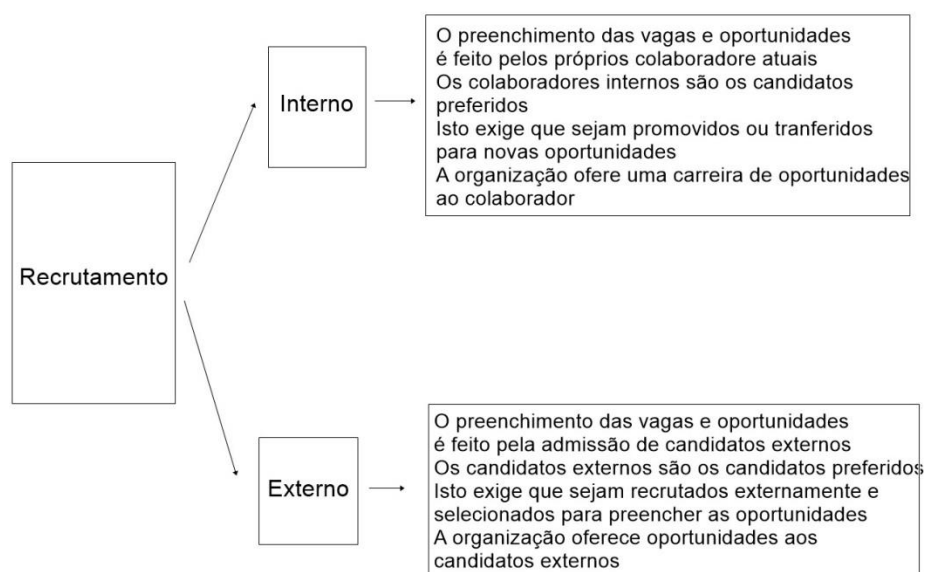 Recrutamento
Interno
O preenchimento das vagas e oportunidades
é feito pelos próprios colaboradore atuais
Os colaboradores internos são os candidatos
preferidos
Isto exige que sejam promovidos ou tranferidos
para novas oportunidades
A organização ofere uma carreira de oportunidades
ao colaborador
Externo
O preenchimento das vagas e oportunidades
é feito pela admissão de candidatos externos
Os candidatos externos são os candidatos preferidos
Isto exige que sejam recrutados externamente e
selecionados para preencher as oportunidades
A organização oferece oportunidades aos
candidatos externos